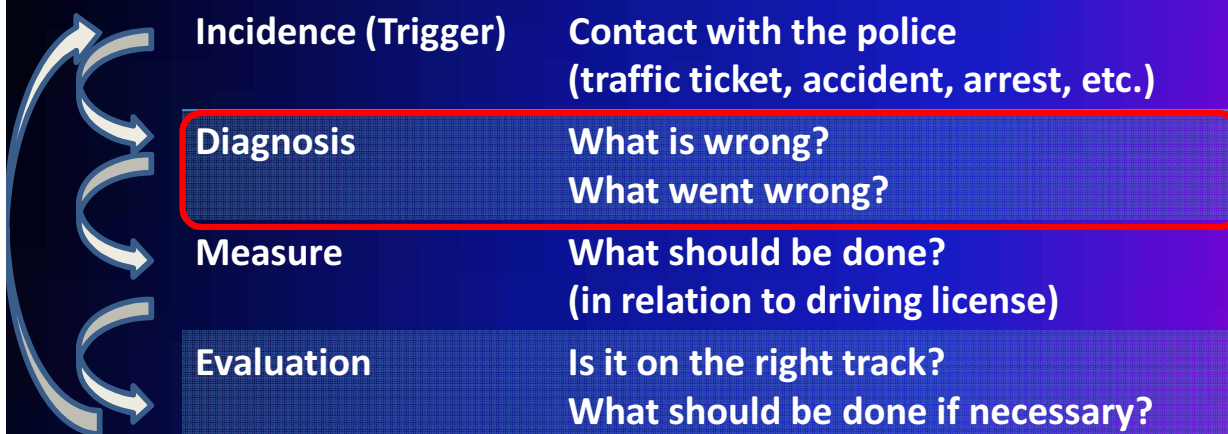 Incidence (Trigger) Contact with the police
(traffic ticket, accident, arrest, etc.)
Diagnosis What is wrong?
What went wrong?
Measure What should be done?
(in relation to driving license)
Evaluation Is it on the right track?
What should be done if necessary?